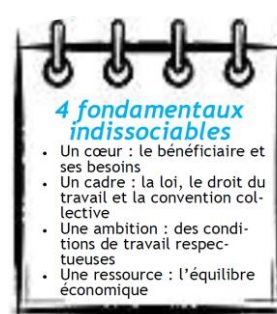 4 fondamentaux
indissociables
• Un cœur : le bénéficiaire et
ses besoins
• Un cadre : la loi, le droit du
travail et la convention col-
lective
• Une ambition : des condi-
tions de travail respec-
tueuses
• Une ressource : l’équilibre
économique